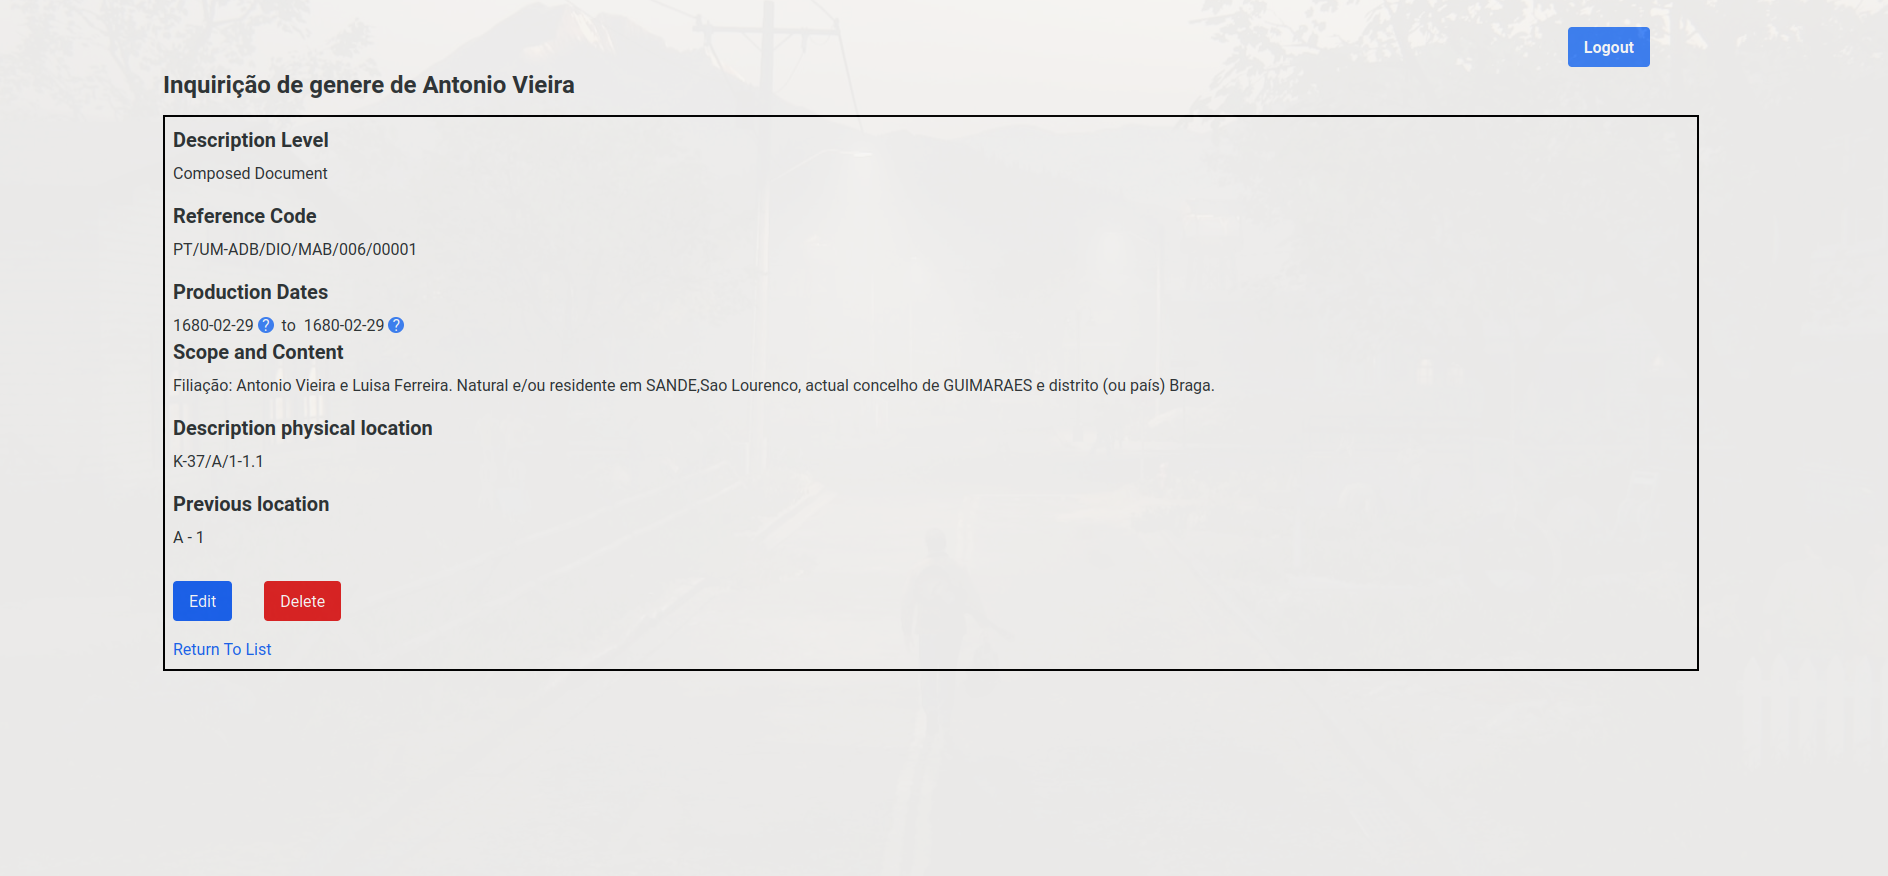 Logout
Inquirição de genere de Antonio Vieira
Description Level
Composed Document
Reference Code
PT/UM-ADB/DIO/MAB/006/00001
Production Dates
1680-02-29 ? to 1680-02-29 ?
Scope and Content
Filiação: Antonio Vieira e Luisa Ferreira. Natural e/ou residente em SANDE,Sao Lourenco, actual concelho de GUIMARAES e distrito (ou país) Braga.
Description physical location
K-37/A/1-1.1
Previous location
A - 1
Edit Delete
Return To List